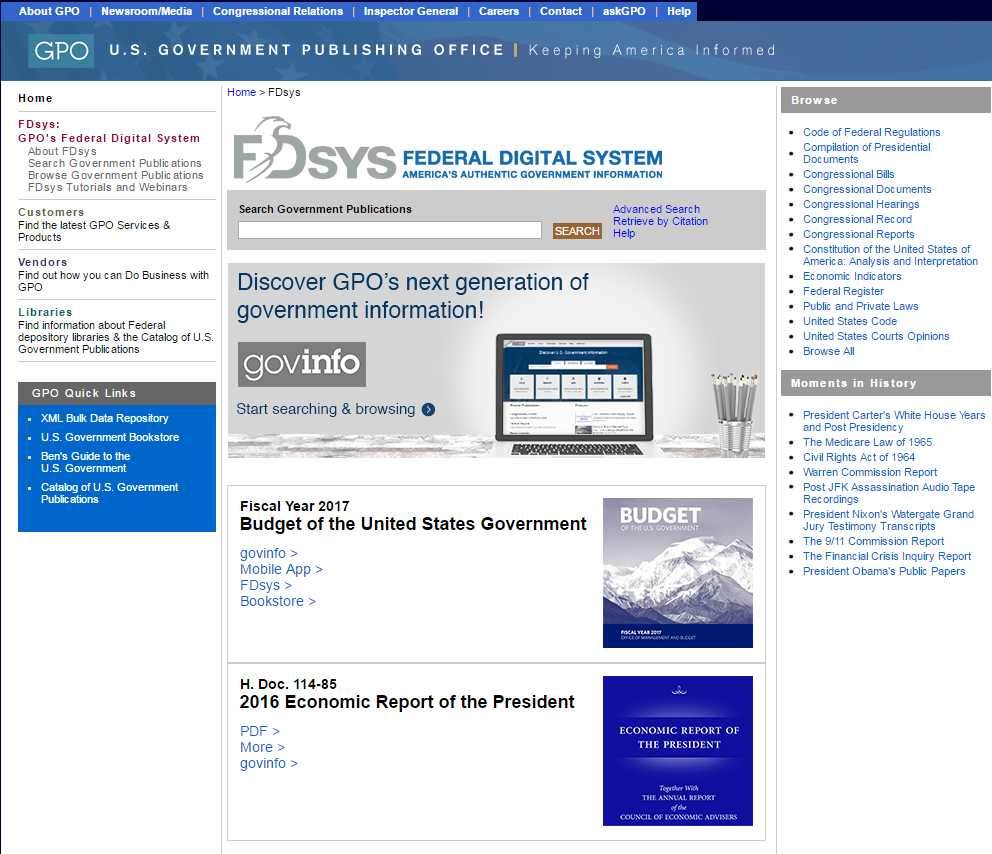 About GPO | Newsroom/Media | Congressional Relations | Inspector General | Careers | Contact | askGPO | Help
GPO U.S. GOVERNMENT PUBLISHING OFFICE | Keeping America Informed
Home
FDsys:
GPO's Federal Digital System
About FDsys
Search Government Publications
Browse Government Publications
FDsys Tutorials and Webinars
Customers
Find the latest GPO Services &
Products
Vendors
Find out how you can Do Business with
GPO
Libraries
Find information about Federal
depository libraries & the Catalog of U.S.
Government Publications
GPO Quick Links
XML Bulk Data Repository
U.S. Government Bookstore
Ben's Guide to the
U.S. Government
Catalog of U.S. Government
Publications
Home > FDsys
FDsys FEDERAL DIGITAL SYSTEM
AMERICA'S AUTHENTIC GOVERNMENT INFORMATION
Search Government Publications
SEARCH
Advanced Search
Retrieve by Citation
Help
Discover GPO's next generation of
government information!
govinfo
Start searching & browsing
Discover U.S. Government Information
Fiscal Year 2017
Budget of the United States Government
govinfo >
Mobile App >
FDsys >
Bookstore >
BUDGET
OF THE U.S. GOVERNMENT
FISCAL YEAR 2017
OFFICE OF MANAGEMENT AND BUDGET
H. Doc. 114-85
2016 Economic Report of the President
PDF >
More >
govinfo >
ECONOMIC REPORT OF
THE PRESIDENT
Together With
THE ANNUAL REPORT
of the
COUNCIL OF ECONOMIC ADVISERS
Browse
Code of Federal Regulations
Compilation of Presidential
Documents
Congressional Bills
Congressional Documents
Congressional Hearings
Congressional Record
Congressional Reports
Constitution of the United States of
America: Analysis and Interpretation
Economic Indicators
Federal Register
Public and Private Laws
United States Code
United States Courts Opinions
Browse All
Moments in History
President Carter's White House Years
and Post Presidency
The Medicare Law of 1965
Civil Rights Act of 1964
Warren Commission Report
Post JFK Assassination Audio Tape
Recordings
President Nixon's Watergate Grand
Jury Testimony Transcripts
The 9/11 Commission Report
The Financial Crisis Inquiry Report
President Obama's Public Papers